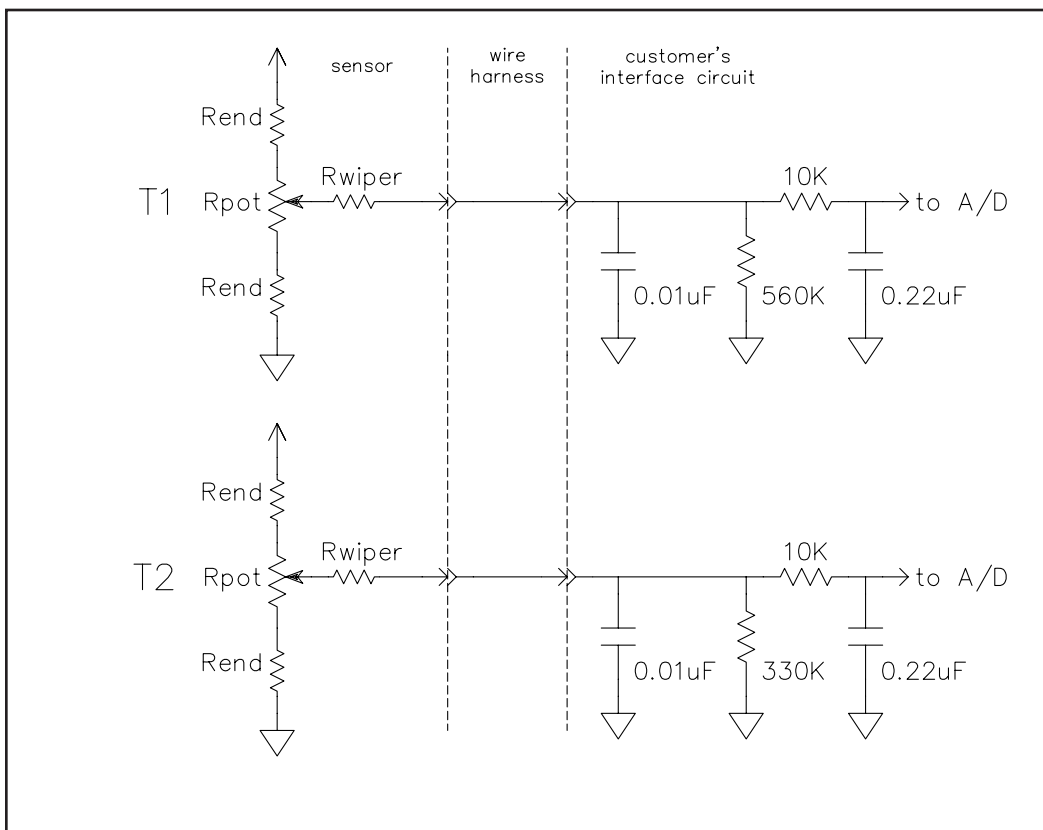 sensor
wire
harness
customer's
interface circuit
Rend
T1
Rpot
Rwiper
10K
to A/D
Rend
0.01uF
560K
0.22uF
Rend
T2
Rpot
Rwiper
10K
to A/D
Rend
0.01uF
330K
0.22uF